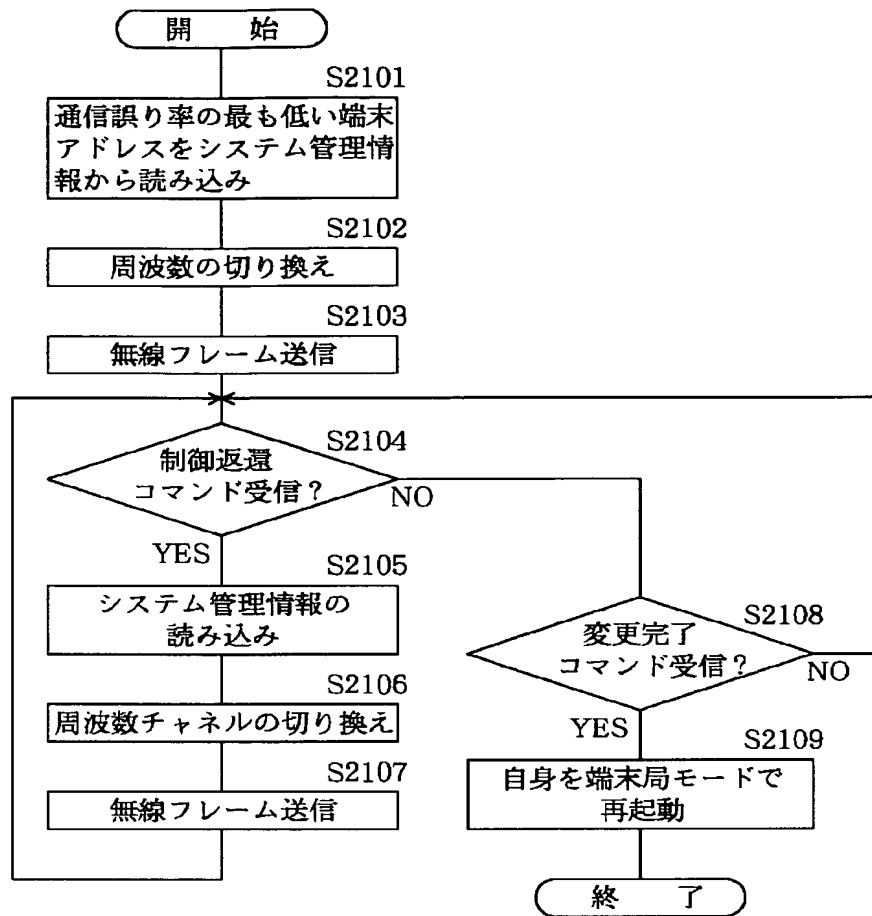 開 始
S2101
通信誤り率の最も低い端末
アドレスをシステム管理情
報から読み込み
S2102
周波数の切り換え
S2103
無線フレーム送信
S2104
制御返還
コマンド受信？
NO
YES
S2105
システム管理情報の
読み込み
S2106
周波数チャネルの切り換え
S2107
無線フレーム送信
S2108
変更完了
コマンド受信？
NO
YES
S2109
自身を端末局モードで
再起動
終 了